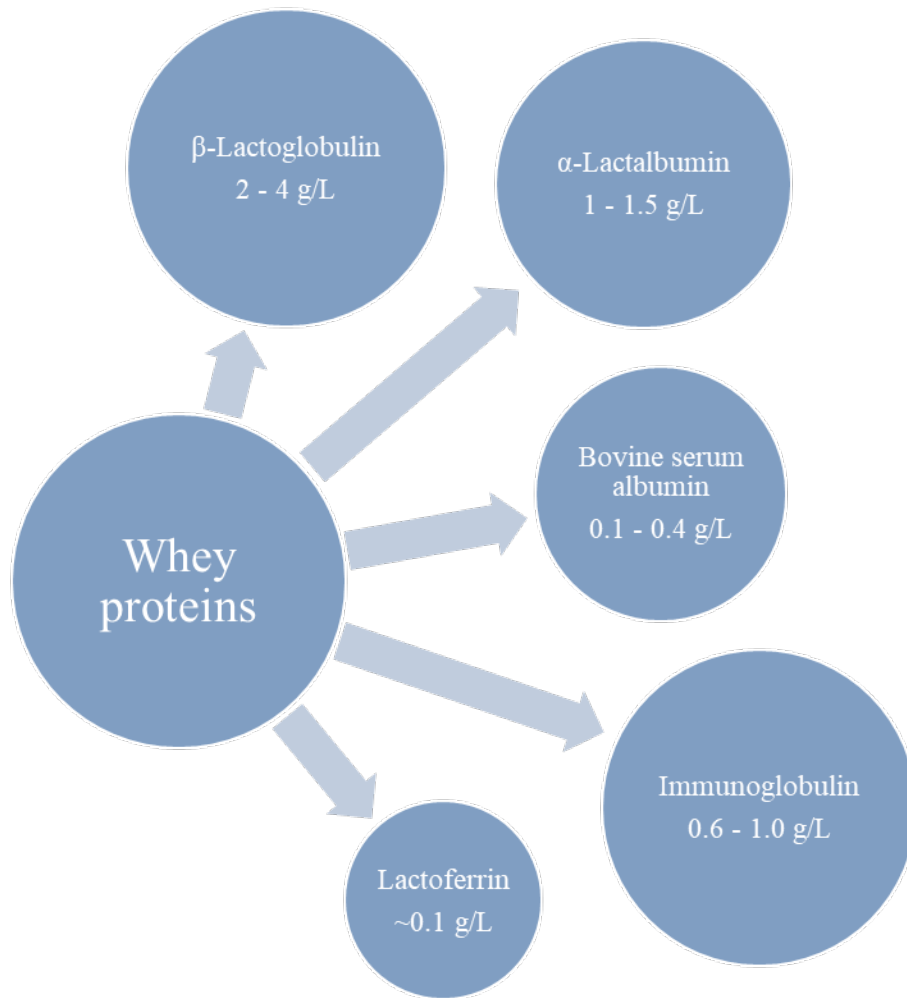 β-Lactoglobulin
2 - 4 g/L
α-Lactalbumin
1 - 1.5 g/L
Bovine serum
albumin
0.1 - 0.4 g/L
Whey
proteins
Immunoglobulin
0.6 - 1.0 g/L
Lactoferrin
~0.1 g/L